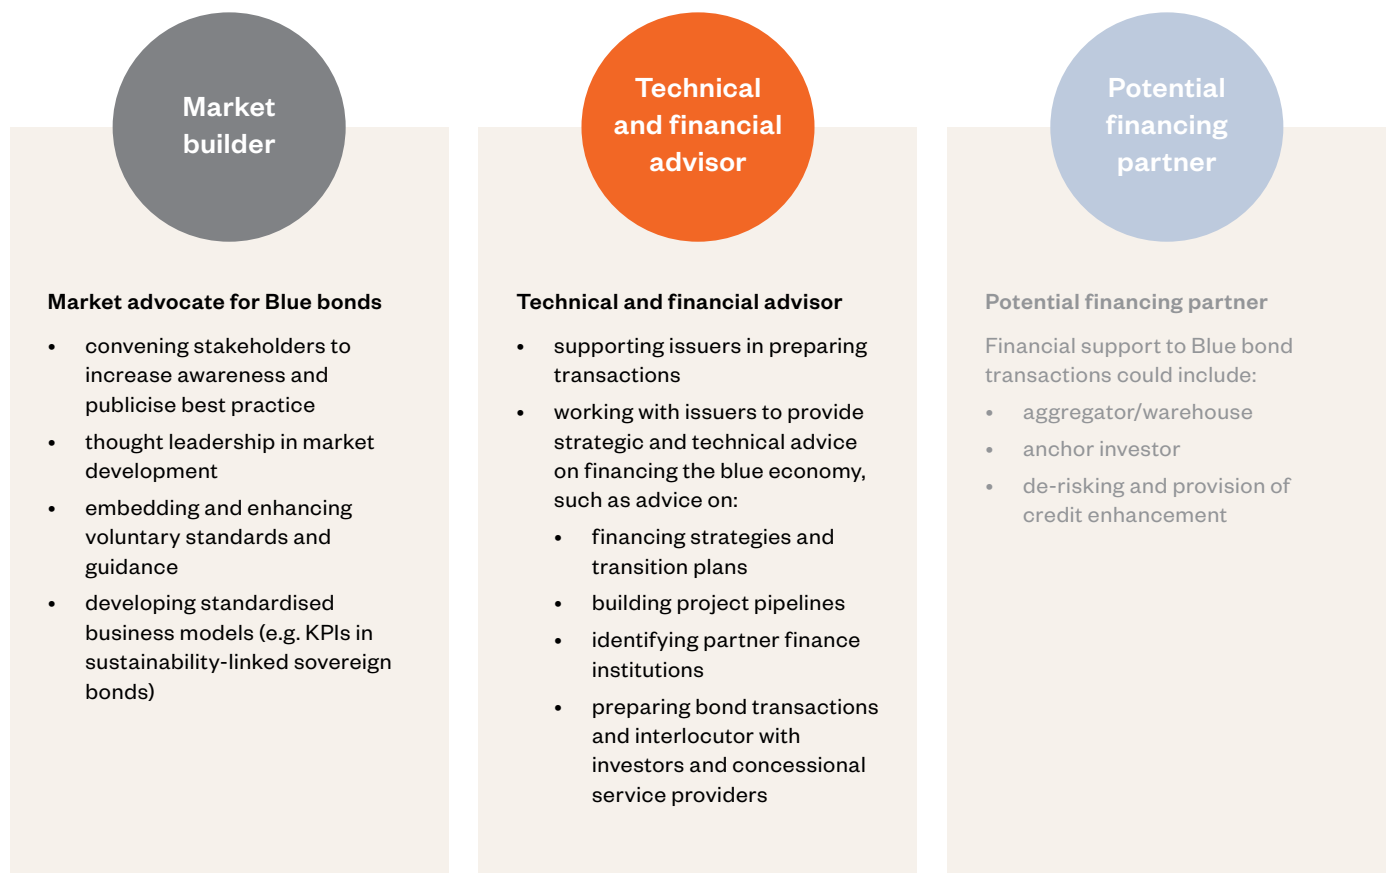 Market
builder
Market advocate for Blue bonds
• convening stakeholders to
increase awareness and
publicise best practice
• thought leadership in market
development
• embedding and enhancing
voluntary standards and
guidance
• developing standardised
business models (e.g. KPIs in
sustainability-linked sovereign
bonds)
Technical
and financial
advisor
Technical and financial advisor
• supporting issuers in preparing
transactions
• working with issuers to provide
strategic and technical advice
on financing the blue economy,
such as advice on:
• financing strategies and
transition plans
• building project pipelines
• identifying partner finance
institutions
• preparing bond transactions
and interlocutor with
investors and concessional
service providers
Potential
financing
partner
Potential financing partner
Financial support to Blue bond
transactions could include:
• aggregator/warehouse
• anchor investor
• de-risking and provision of
credit enhancement